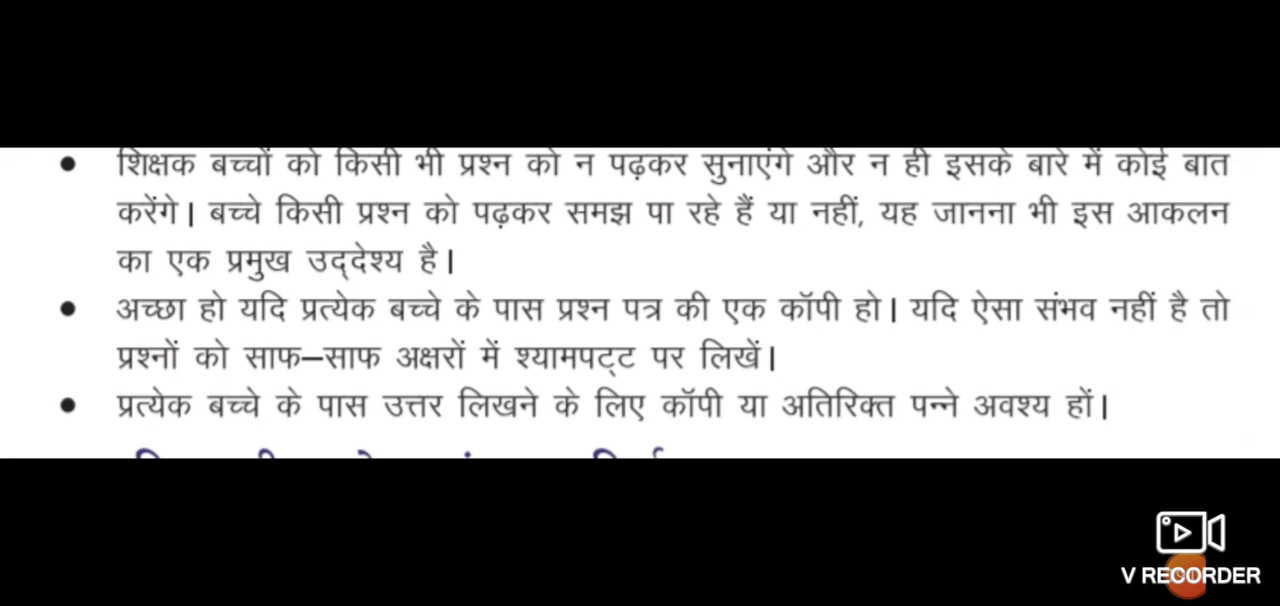 • शिक्षक बच्चों को किसी भी प्रश्न को न पढ़कर सुनाएंगे और न ही इसके बारे में कोई बात
करेंगे। बच्चे किसी प्रश्न को पढ़कर समझ पा रहे हैं या नहीं, यह जानना भी इस आकलन
का एक प्रमुख उद्‌देश्य है।
• अच्छा हो यदि प्रत्येक बच्चे के पास प्रश्न पत्र की एक कॉपी हो। यदि ऐसा संभव नहीं है तो
प्रश्नों को साफ–साफ अक्षरों में श्यामपट्‌ट पर लिखें।
• प्रत्येक बच्चे के पास उत्तर लिखने के लिए कॉपी या अतिरिक्त पन्ने अवश्य हों।
V RECORDER